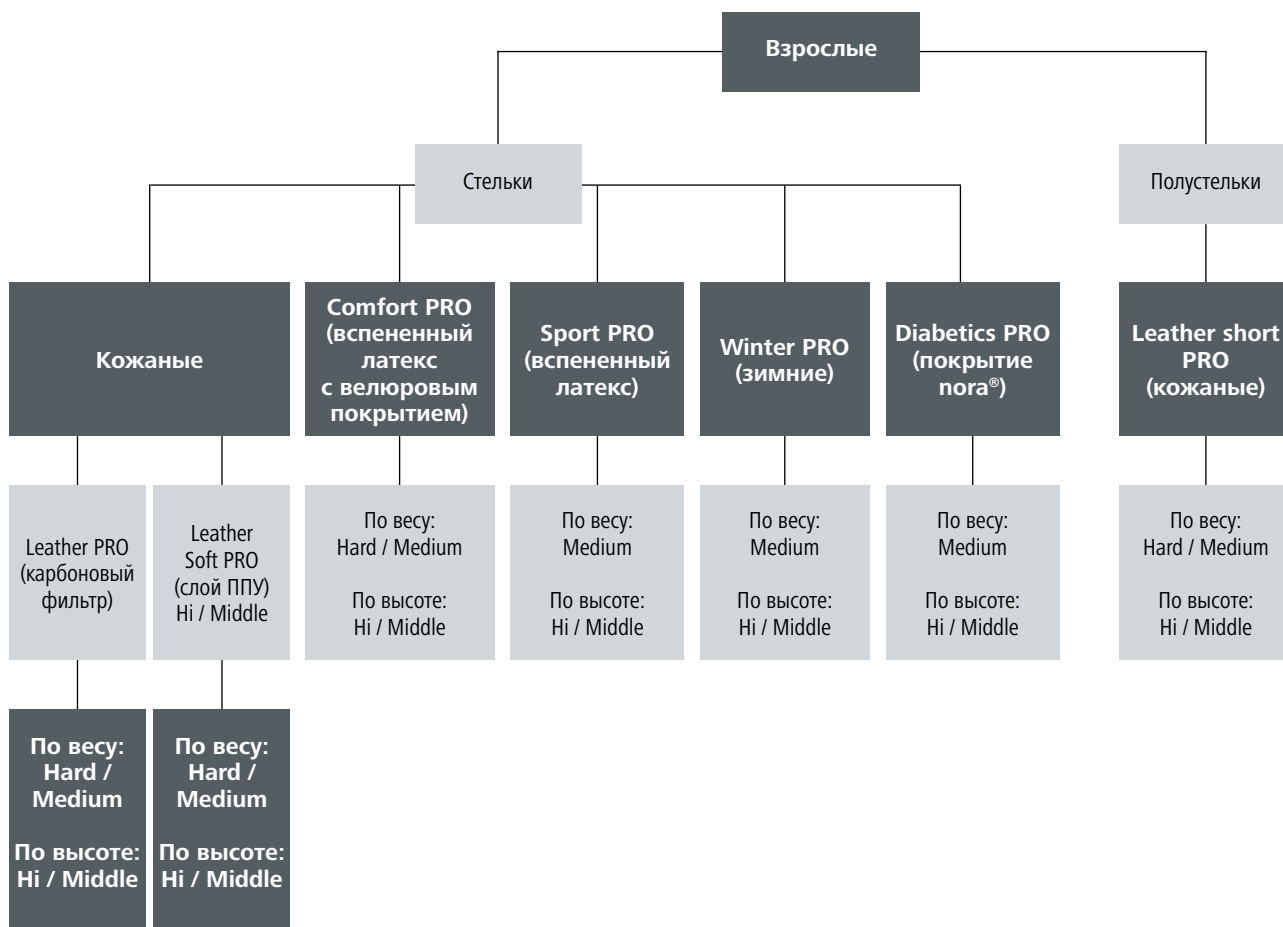 Взрослые
Стельки
Полустельки
Кожаные
Comfort PRO
(вспененный
латекс
с велюровым
покрытием)
Sport PRO
(вспененный
латекс)
Winter PRO
(зимние)
Diabetics PRO
(покрытие
nora®)
Leather short
PRO
(кожаные)
Leather PRO
(карбоновый
фильтр)
Leather
Soft PRO
(слой ППУ)
Hi / Middle
По весу:
Hard / Medium
По высоте:
Hi / Middle
По весу:
Medium
По высоте:
Hi / Middle
По весу:
Medium
По высоте:
Hi / Middle
По весу:
Medium
По высоте:
Hi / Middle
По весу:
Hard / Medium
По высоте:
Hi / Middle
По весу:
Hard /
Medium
По высоте:
Hi / Middle
По весу:
Hard /
Medium
По высоте:
Hi / Middle